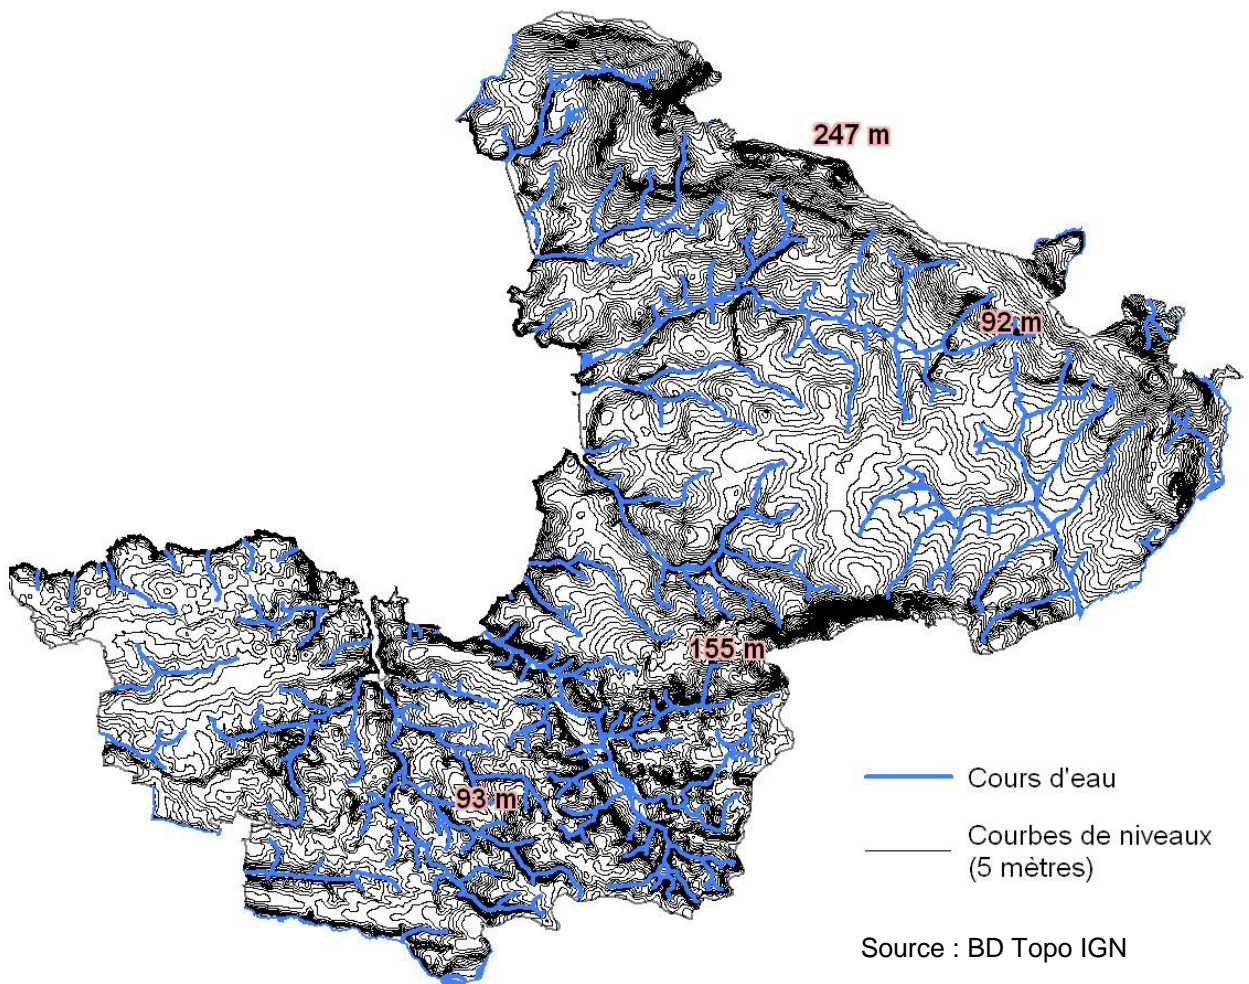 247 m
92 m
155 m
93 m
Cours d'eau
Courbes de niveaux
(5 mètres)
Source : BD Topo IGN